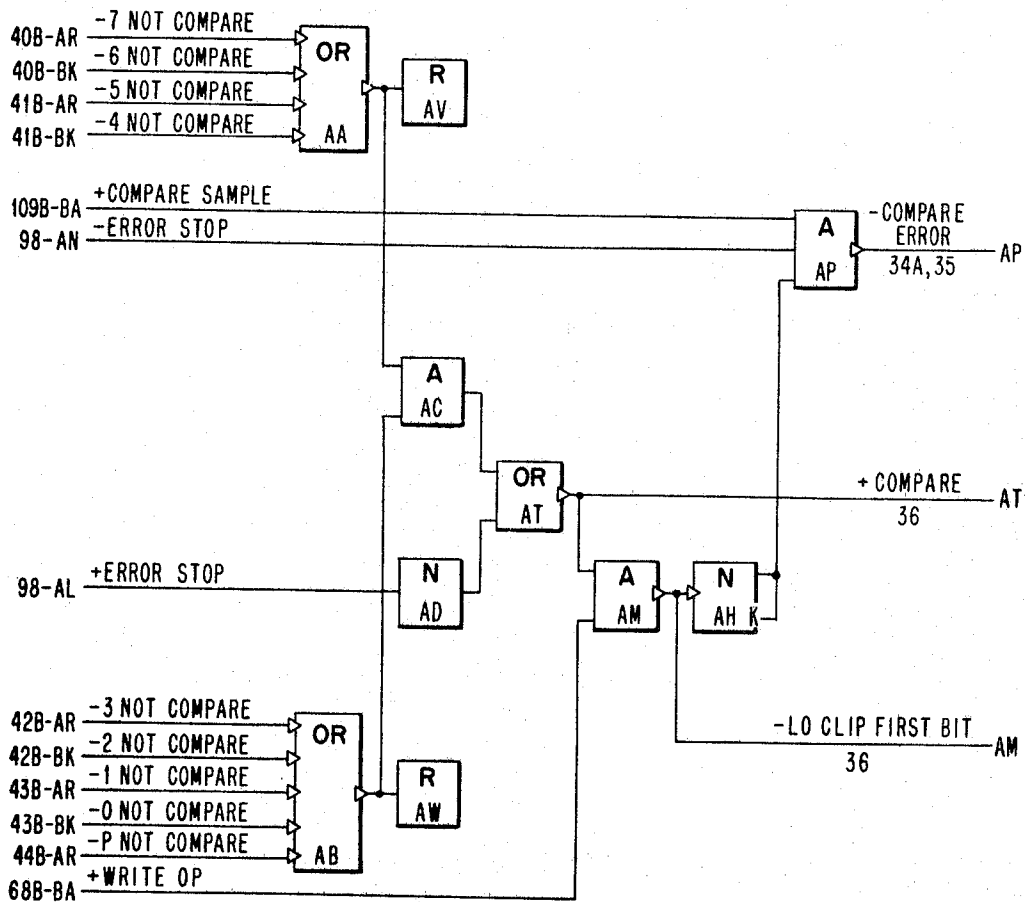 40B-AR -7 NOT COMPARE
40B-BK -6 NOT COMPARE
41B-AR -5 NOT COMPARE
41B-BK -4 NOT COMPARE
OR
AA
R
AV
109B-BA +COMPARE SAMPLE
98-AN -ERROR STOP
A
AP
-COMPARE
ERROR
34A,35
AP
A
AC
OR
AT
+ COMPARE
36
AT
98-AL +ERROR STOP
N
AD
A
AM
N
AH K
42B-AR -3 NOT COMPARE
42B-BK -2 NOT COMPARE
43B-AR -1 NOT COMPARE
43B-BK -0 NOT COMPARE
44B-AR -P NOT COMPARE
68B-BA +WRITE OP
OR
AB
R
AW
-LO CLIP FIRST BIT
36
AM